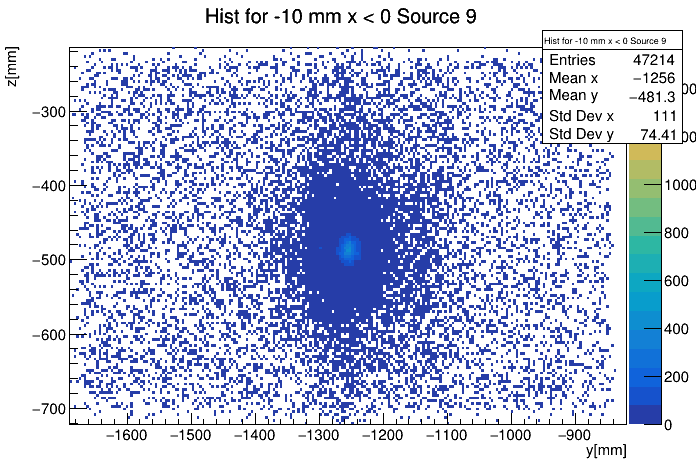 Hist for -10 mm x < 0 Source 9
Hist for -10 mm x < 0 Source 9
Entries 47214
Mean x −1256
Mean y −481.3
Std Dev x 111
Std Dev y 74.41
z[mm]
−300
−400
−500
−600
−700
−1600 −1500 −1400 −1300 −1200 −1100 −1000 −900
y[mm]
1000
800
600
400
200
0